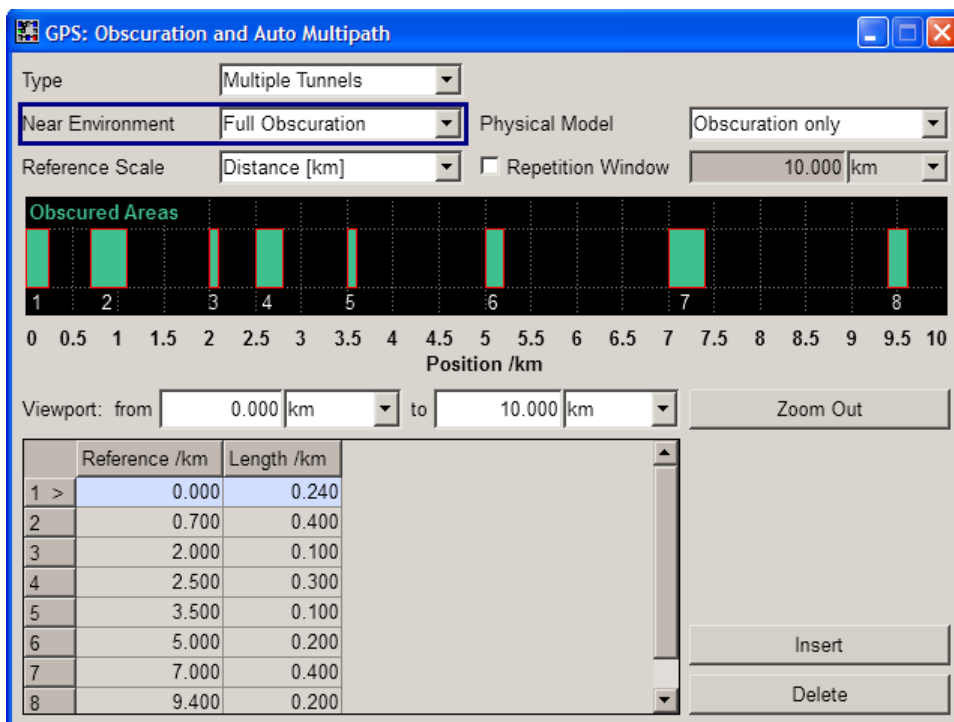 GPS: Obscuration and Auto Multipath
Type Multiple Tunnels
Near Environment Full Obscuration Physical Model Obscuration only
Reference Scale Distance [km] Repetition Window 10.000 km
Obscured Areas
1 2 3 4 5 6 7 8
0 0.5 1 1.5 2 2.5 3 3.5 4 4.5 5 5.5 6 6.5 7 7.5 8 8.5 9 9.5 10
Position /km
Viewport: from 0.000 km to 10.000 km Zoom Out
Reference /km Length /km
1 > 0.000 0.240
2 0.700 0.400
3 2.000 0.100
4 2.500 0.300
5 3.500 0.100
6 5.000 0.200 Insert
7 7.000 0.400
8 9.400 0.200 Delete